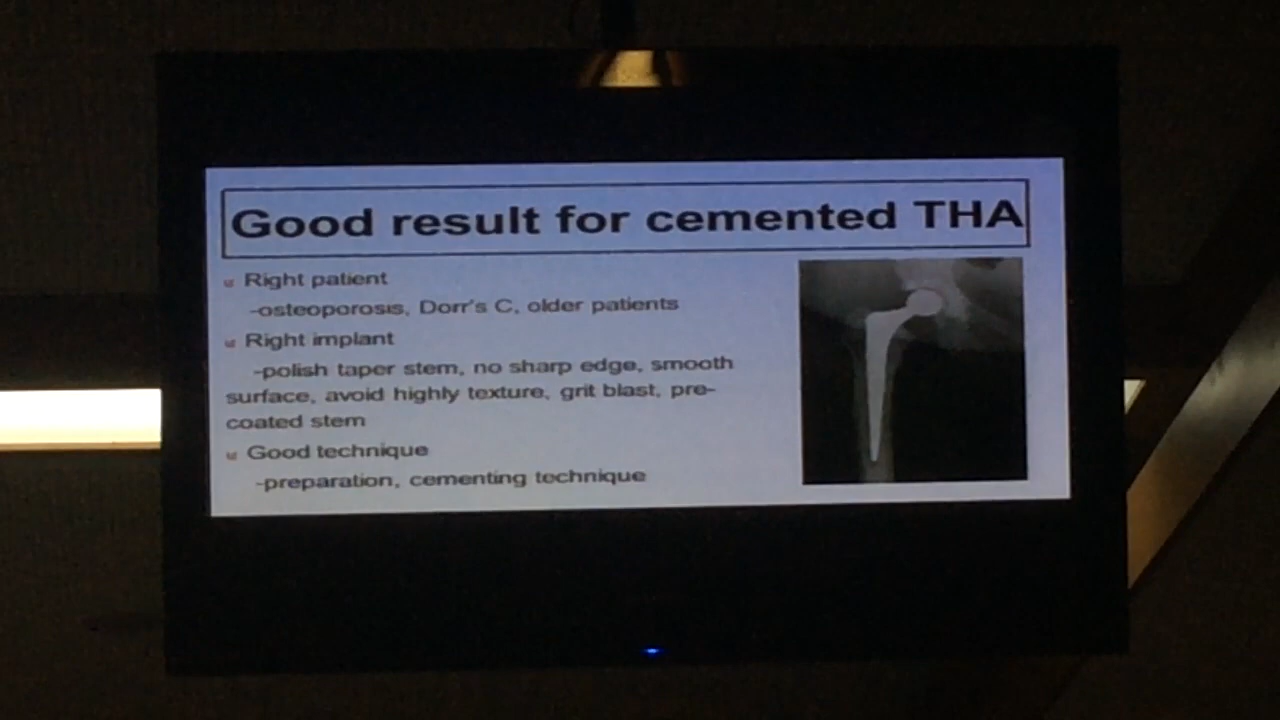 Good result for cemented THA
Right patient
-osteoporosis, Dorr's C, older patients
Right implant
-polish taper stem, no sharp edge, smooth
surface, avoid highly texture, grit blast, pre-
coated stem
Good technique
-preparation, cementing technique